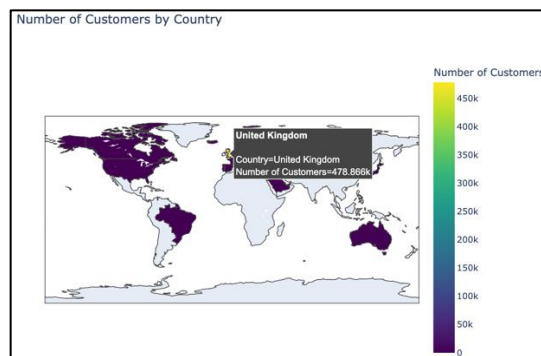 Number of Customers by Country
Number of Customers
United Kingdom
Country=United Kingdom
Number of Customers=478.866k
450k
400k
350k
300k
250k
200k
150k
100k
50k
0